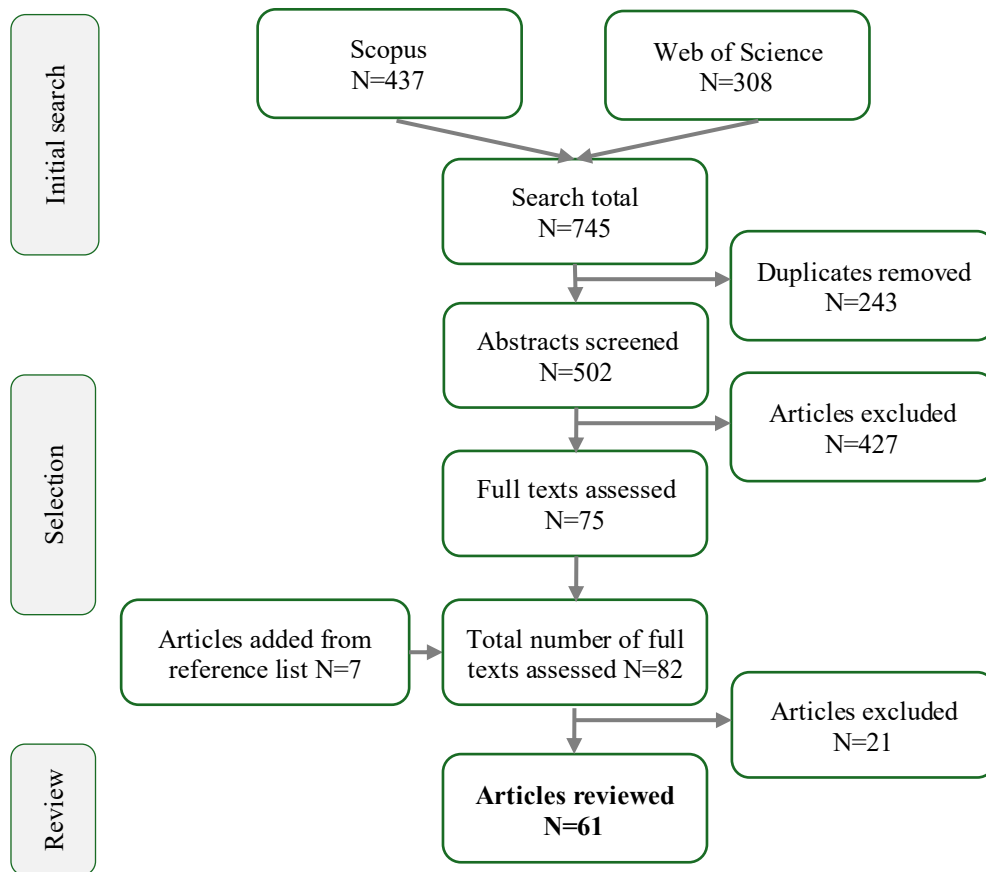 Initial search
Scopus
N=437
Web of Science
N=308
Search total
N=745
Duplicates removed
N=243
Selection
Abstracts screened
N=502
Articles excluded
N=427
Full texts assessed
N=75
Articles added from
reference list N=7
Total number of full
texts assessed N=82
Articles excluded
N=21
Review
Articles reviewed
N=61